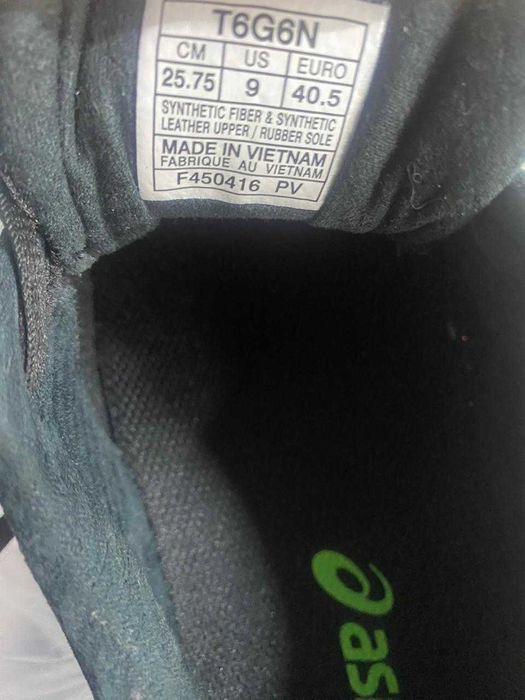 T6G6N
CM US EURO
25.75 9 40.5
SYNTHETIC FIBER & SYNTHETIC
LEATHER UPPER / RUBBER SOLE
MADE IN VIETNAM
FABRIQUE AU VIETNAM
F450416 PV
as